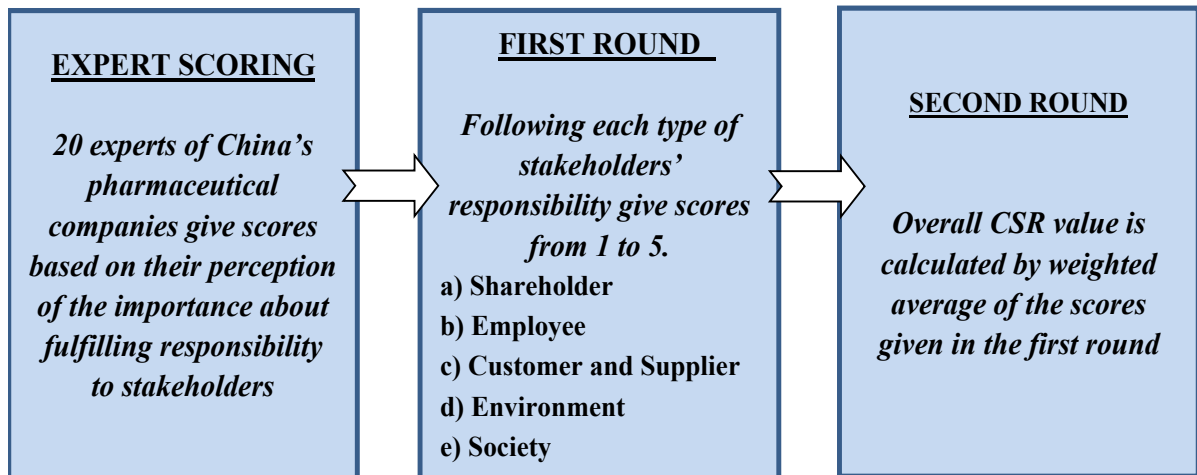 EXPERT SCORING
20 experts of China’s
pharmaceutical
companies give scores
based on their perception
of the importance about
fulfilling responsibility
to stakeholders
FIRST ROUND
Following each type of
stakeholders’
responsibility give scores
from 1 to 5.
a) Shareholder
b) Employee
c) Customer and Supplier
d) Environment
e) Society
SECOND ROUND
Overall CSR value is
calculated by weighted
average of the scores
given in the first round